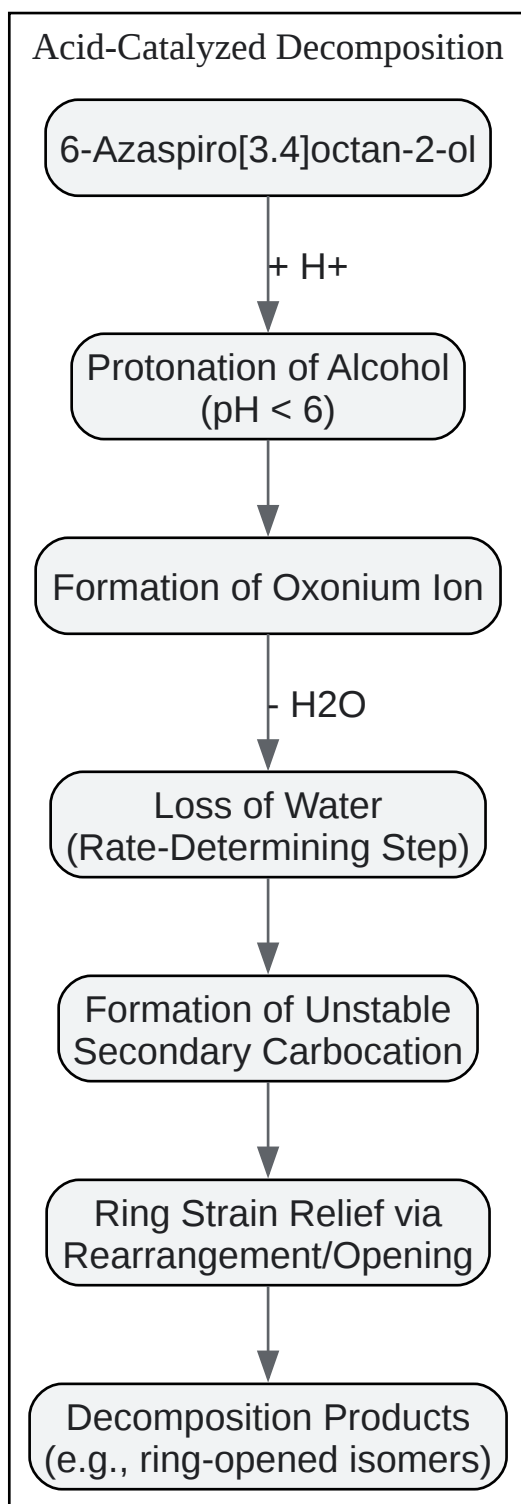 Acid-Catalyzed Decomposition
6-Azaspiro[3.4]octan-2-ol
+ H+
Protonation of Alcohol
(pH < 6)
Formation of Oxonium Ion
- H2O
Loss of Water
(Rate-Determining Step)
Formation of Unstable
Secondary Carbocation
Ring Strain Relief via
Rearrangement/Opening
Decomposition Products
(e.g., ring-opened isomers)